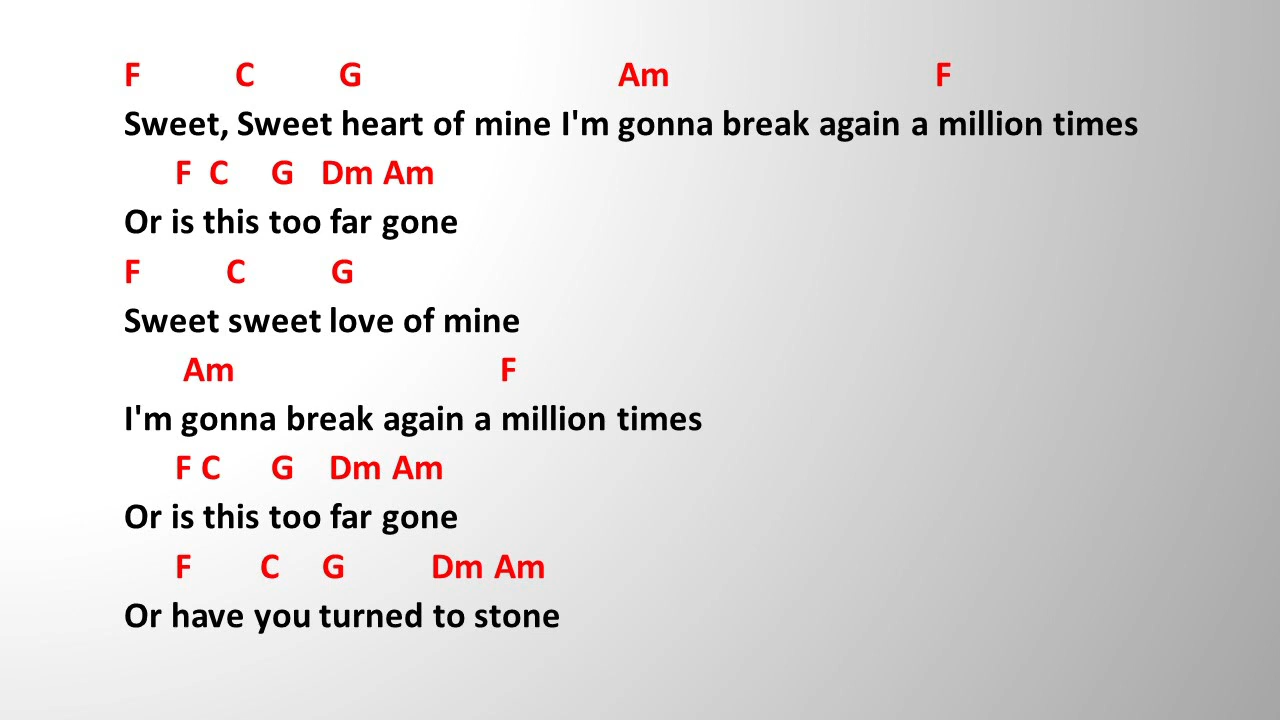 F C G Am F
Sweet, Sweet heart of mine I'm gonna break again a million times
F C G Dm Am
Or is this too far gone
F C G
Sweet sweet love of mine
Am F
I'm gonna break again a million times
F C G Dm Am
Or is this too far gone
F C G Dm Am
Or have you turned to stone